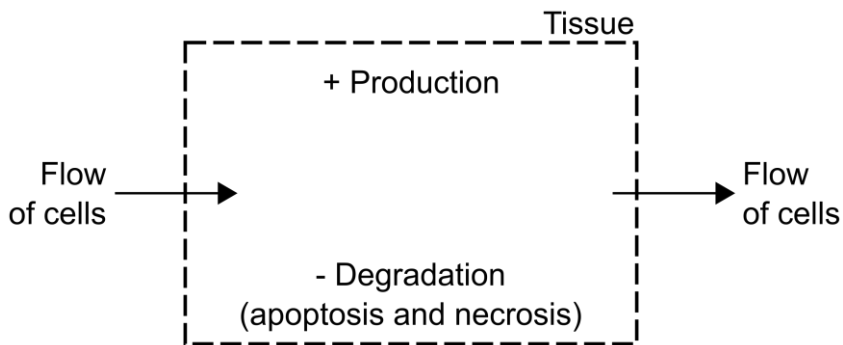 Tissue
+ Production
Flow
of cells
Flow
of cells
- Degradation
(apoptosis and necrosis)